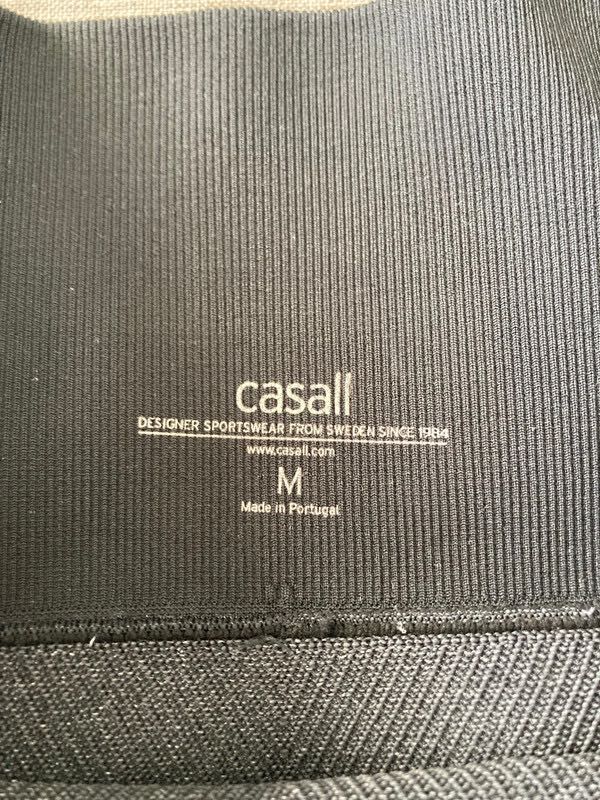 casall
DESIGNER SPORTSWEAR FROM SWEDEN SINCE 1984
www.casall.com
M
Made in Portugal